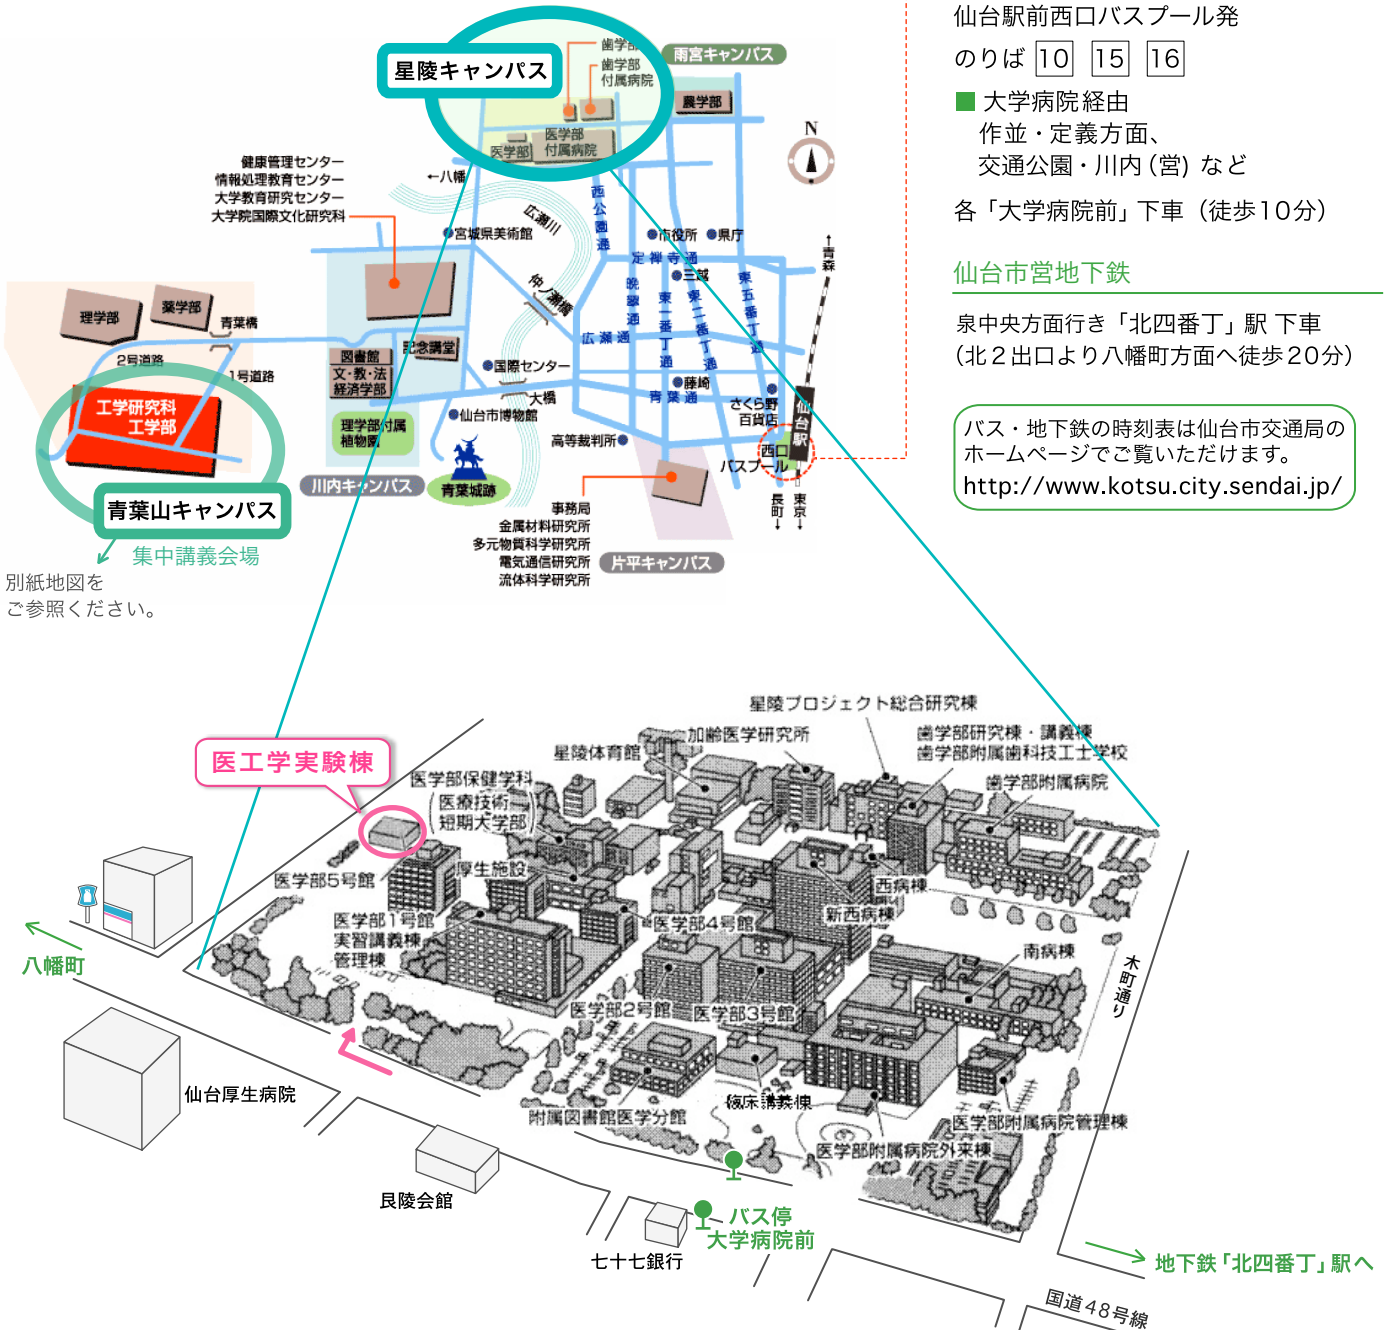 仙台駅前西口バスプール発
のりば 10 15 16
■ 大学病院経由
作並・定義方面、
交通公園・川内(営) など
各「大学病院前」下車（徒歩10分）
仙台市営地下鉄
泉中央方面行き「北四番丁」駅 下車
（北2出口より八幡町方面へ徒歩20分）
バス・地下鉄の時刻表は仙台市交通局の
ホームページでご覧いただけます。
http://www.kotsu.city.sendai.jp/
星陵キャンパス
歯学部
歯学部
付属病院
雨宮キャンパス
農学部
医学部
医学部
付属病院
N
健康管理センター
情報処理教育センター
大学教育研究センター
大学院国際文化研究科
←八幡
広瀬川
宮城県美術館
西公園通
市役所
県庁
定禅寺通
三越
晩翠通
東一番丁通
東二番丁通
東五番丁通
←青森
仲ノ瀬橋
広瀬通
理学部
薬学部
青葉橋
2号道路
1号道路
工学研究科
工学部
図書館
文・教・法
経済学部
記念講堂
国際センター
大橋
藤崎
青葉通
さくら野
百貨店
仙台駅
理学部付属
植物園
仙台市博物館
高等裁判所
西口
バスプール
川内キャンパス
青葉城跡
長町→
東京→
青葉山キャンパス
集中講義会場
別紙地図を
ご参照ください。
事務局
金属材料研究所
多元物質科学研究所
電気通信研究所
流体科学研究所
片平キャンパス
星陵プロジェクト総合研究棟
加齢医学研究所
星陵体育館
歯学部研究棟・講義棟
歯学部附属歯科技工士学校
歯学部附属病院
医工学実験棟
医学部保健学科
（医療技術
短期大学部）
医学部5号館
厚生施設
西病棟
新西病棟
医学部1号館
実習講義棟
管理棟
医学部4号館
南病棟
木町通り
八幡町
医学部2号館
医学部3号館
仙台厚生病院
附属図書館医学分館
臨床講義棟
医学部附属病院管理棟
医学部附属病院外来棟
艮陵会館
バス停
大学病院前
七十七銀行
地下鉄「北四番丁」駅へ
国道48号線